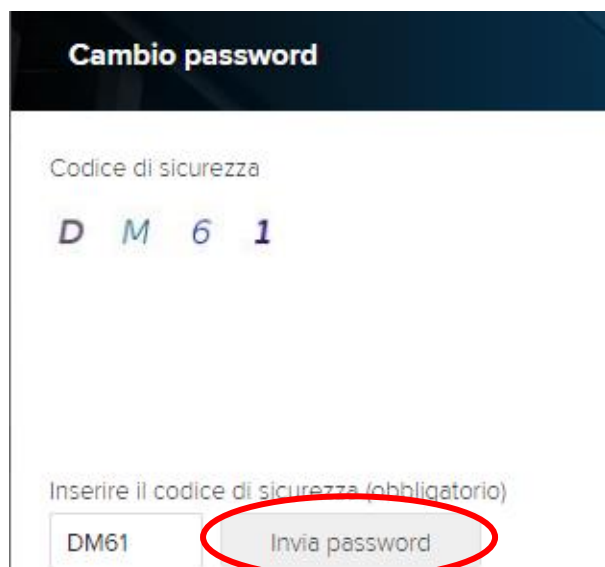 Cambio password
Codice di sicurezza
D M 6 1
Inserire il codice di sicurezza (obbligatorio)
DM61 Invia password